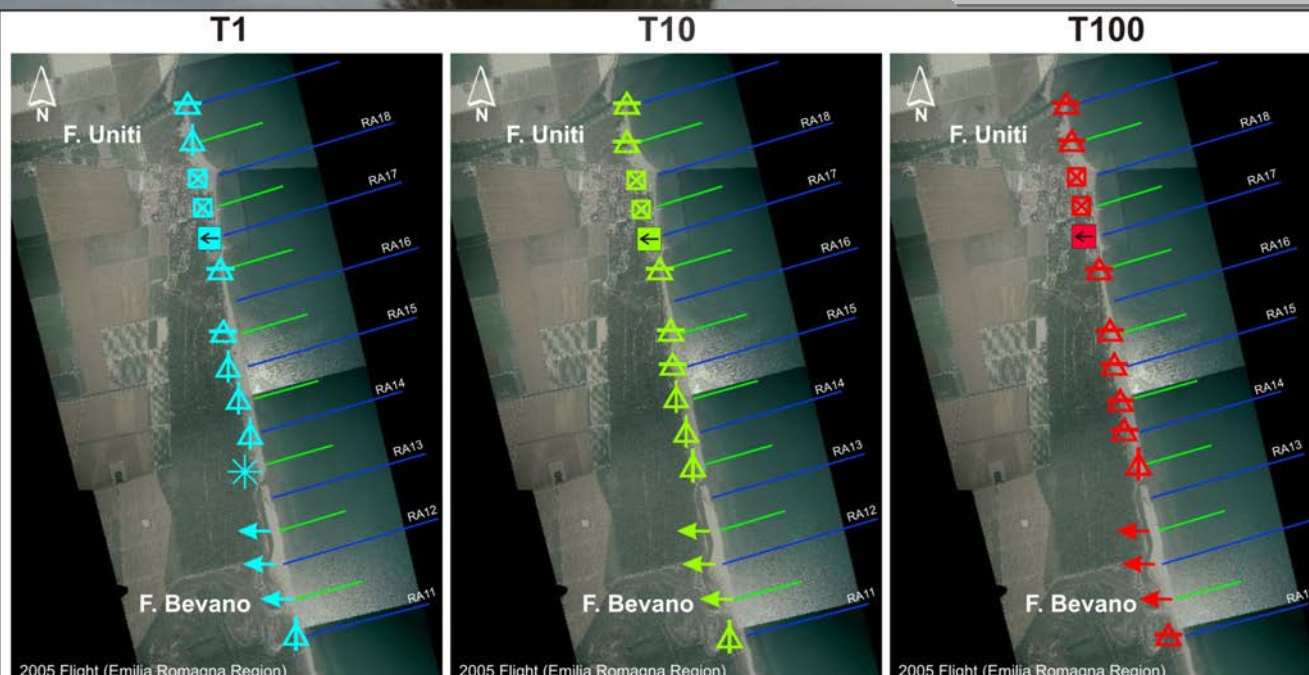 T1
N
F. Uniti
RA18
RA17
RA16
RA15
RA14
RA13
RA12
F. Bevano
RA11
2005 Flight (Emilia Romagna Region)
T10
N
F. Uniti
RA18
RA17
RA16
RA15
RA14
RA13
RA12
F. Bevano
RA11
2005 Flight (Emilia Romagna Region)
T100
N
F. Uniti
RA18
RA17
RA16
RA15
RA14
RA13
RA12
F. Bevano
2005 Flight (Emilia Romagna Region)